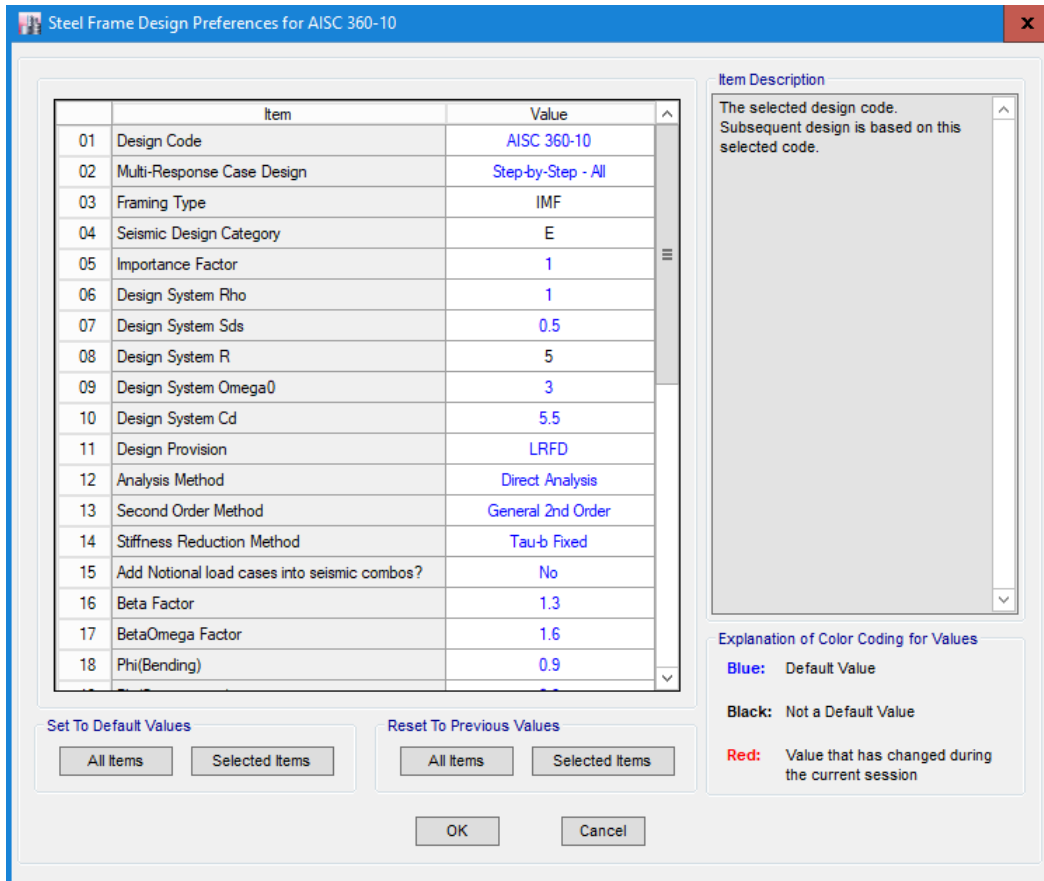 Steel Frame Design Preferences for AISC 360-10
x
Item Value
01 Design Code AISC 360-10
02 Multi-Response Case Design Step-by-Step - All
03 Framing Type IMF
04 Seismic Design Category E
05 Importance Factor 1
06 Design System Rho 1
07 Design System Sds 0.5
08 Design System R 5
09 Design System Omega0 3
10 Design System Cd 5.5
11 Design Provision LRFD
12 Analysis Method Direct Analysis
13 Second Order Method General 2nd Order
14 Stiffness Reduction Method Tau-b Fixed
15 Add Notional load cases into seismic combos? No
16 Beta Factor 1.3
17 BetaOmega Factor 1.6
18 Phi(Bending) 0.9
Item Description
The selected design code.
Subsequent design is based on this
selected code.
Explanation of Color Coding for Values
Blue: Default Value
Black: Not a Default Value
Red: Value that has changed during
the current session
Set To Default Values
All Items Selected Items
Reset To Previous Values
All Items Selected Items
OK Cancel